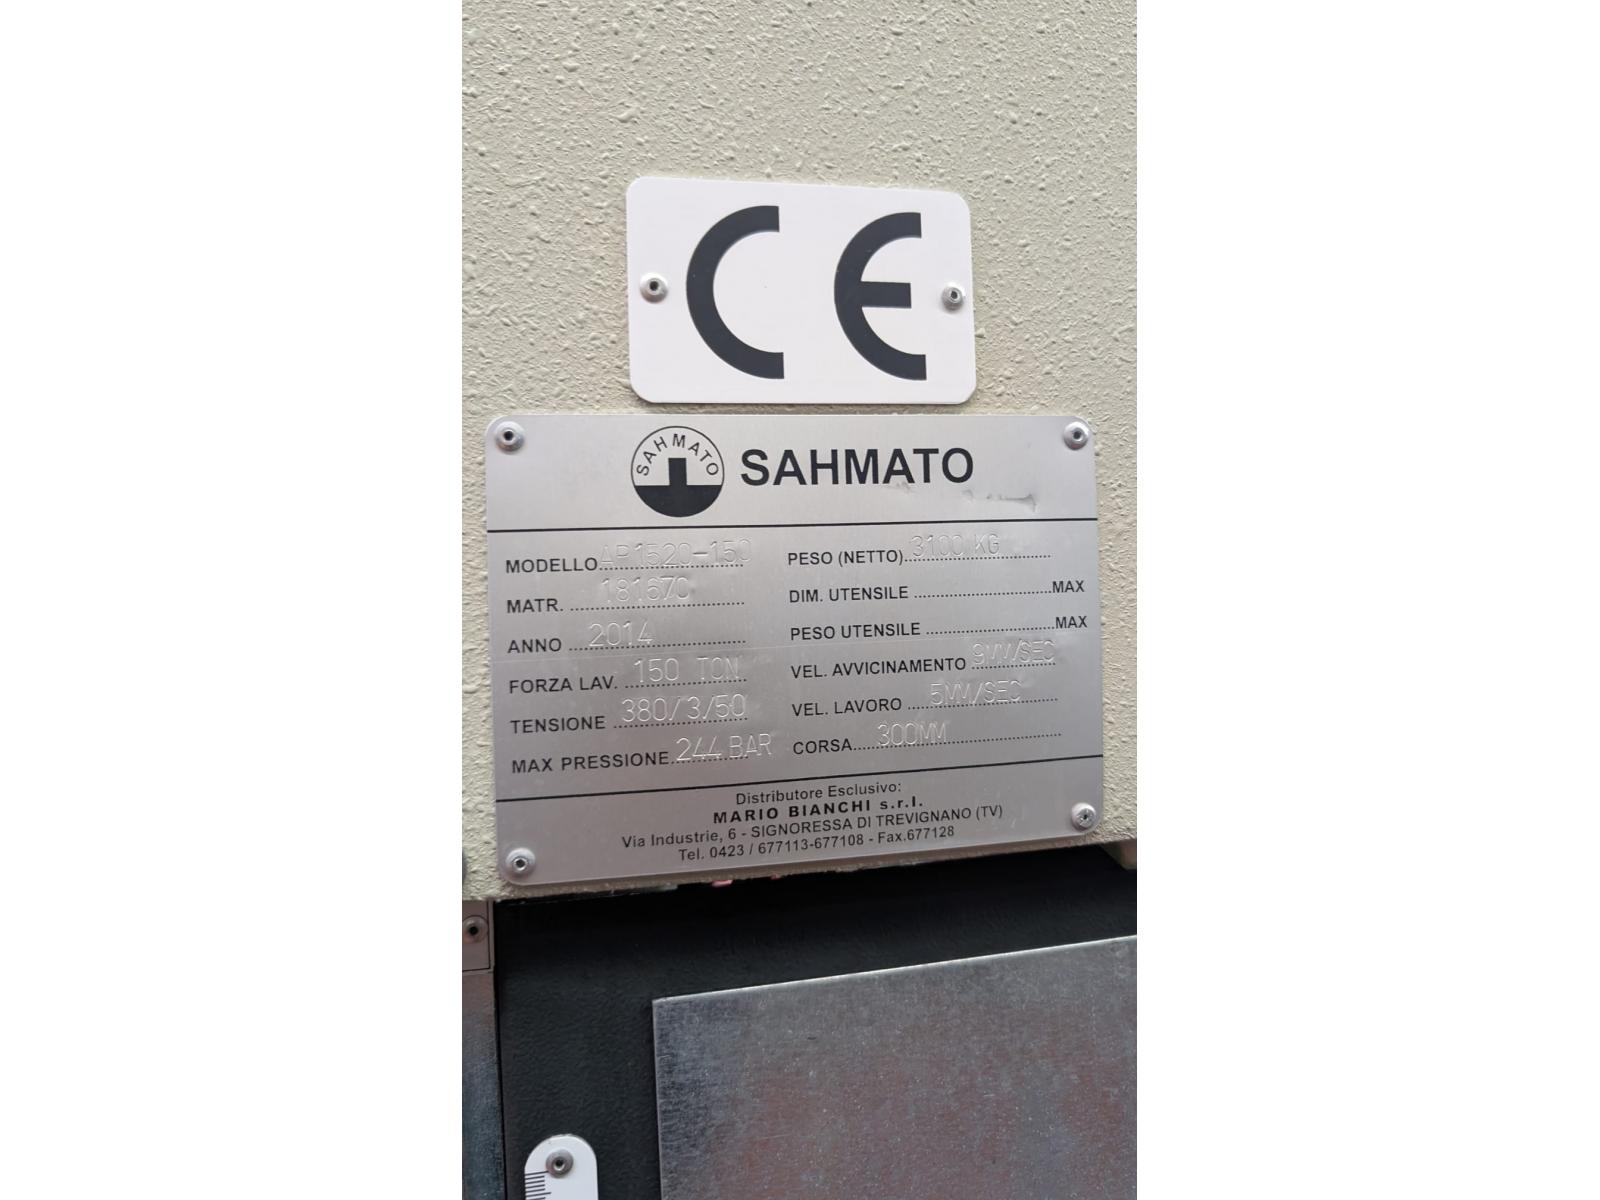 CE
SAHMATO
SAHMATO
MODELLO AP1520-150
MATR. 181670
ANNO 2014
FORZA LAV. 150 TON
TENSIONE 380/3/50
MAX PRESSIONE 244 BAR
PESO (NETTO) 3100 KG
DIM. UTENSILE MAX
PESO UTENSILE MAX
VEL. AVVICINAMENTO 9MM/SEC
VEL. LAVORO 5MM/SEC
CORSA 300MM
Distributore Esclusivo:
MARIO BIANCHI s.r.l.
Via Industrie, 6 - SIGNORESSA DI TREVIGNANO (TV)
Tel. 0423 / 677113-677108 - Fax.677128